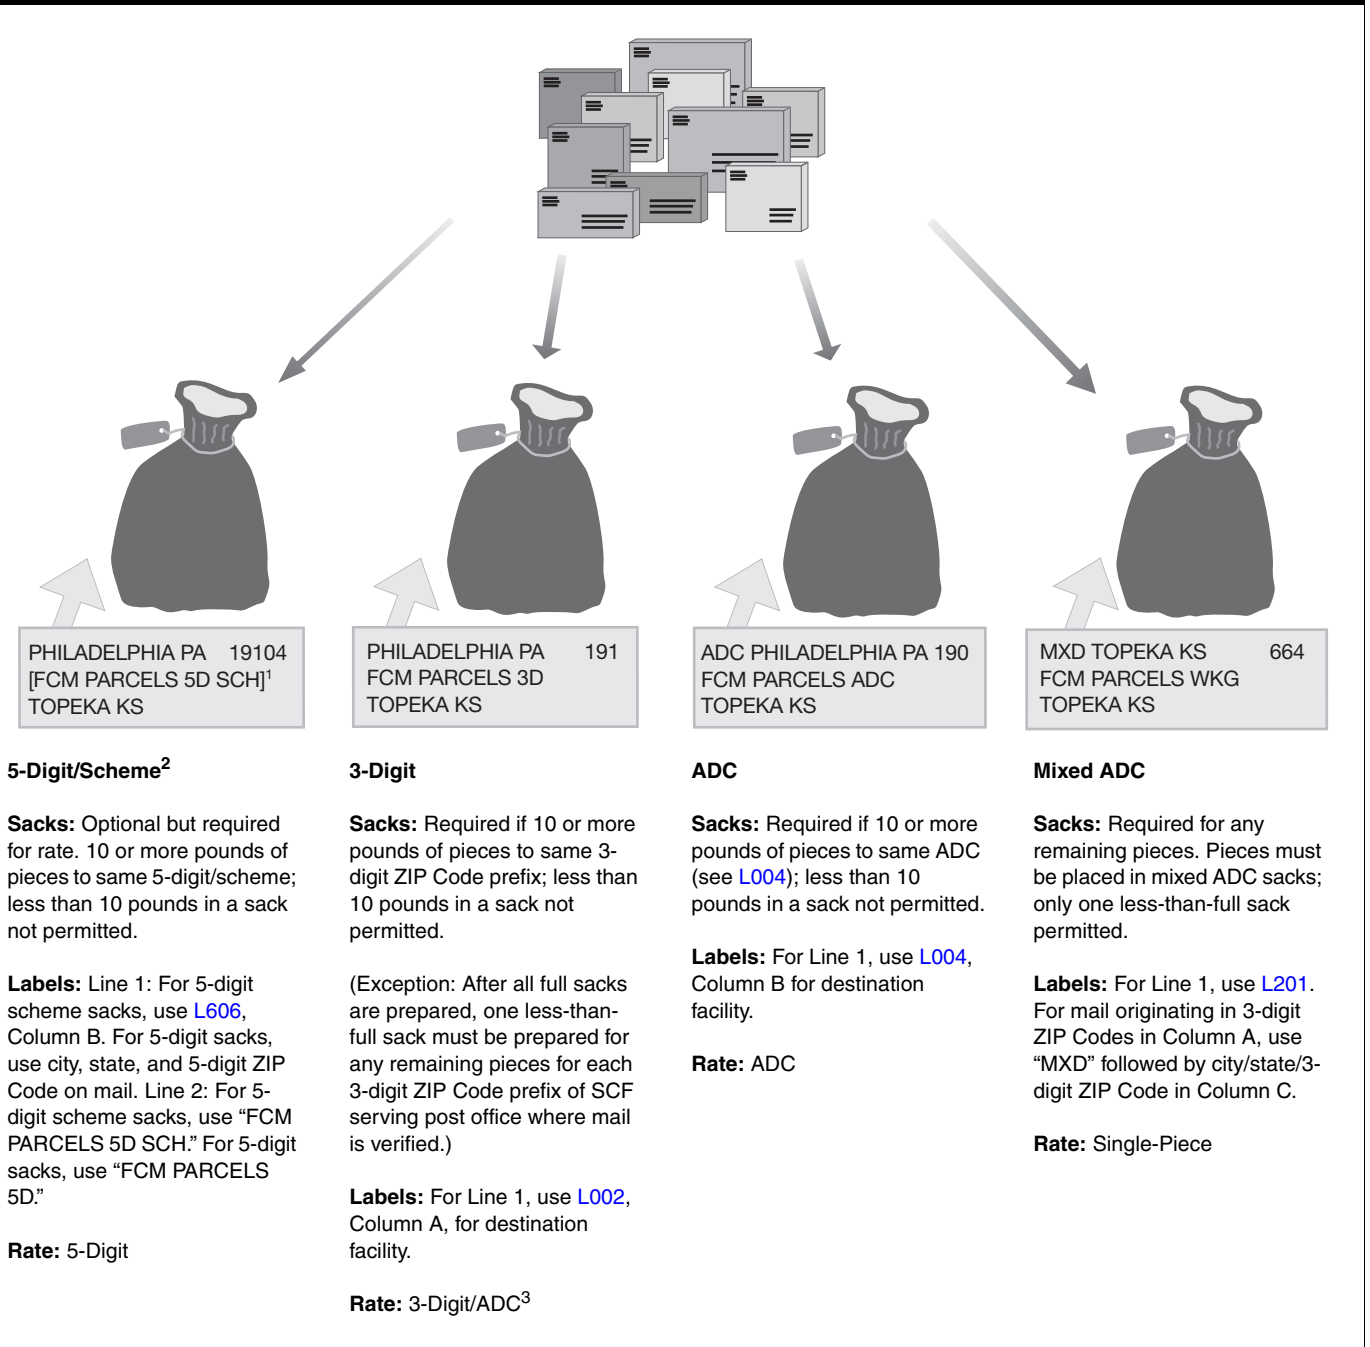 PHILADELPHIA PA 19104
[FCM PARCELS 5D SCH]¹
TOPEKA KS
PHILADELPHIA PA 191
FCM PARCELS 3D
TOPEKA KS
ADC PHILADELPHIA PA 190
FCM PARCELS ADC
TOPEKA KS
MXD TOPEKA KS 664
FCM PARCELS WKG
TOPEKA KS
5-Digit/Scheme²
Sacks: Optional but required
for rate. 10 or more pounds of
pieces to same 5-digit/scheme;
less than 10 pounds in a sack
not permitted.
Labels: Line 1: For 5-digit
scheme sacks, use L606,
Column B. For 5-digit sacks,
use city, state, and 5-digit ZIP
Code on mail. Line 2: For 5-
digit scheme sacks, use “FCM
PARCELS 5D SCH.” For 5-digit
sacks, use “FCM PARCELS
5D.”
Rate: 5-Digit
3-Digit
Sacks: Required if 10 or more
pounds of pieces to same 3-
digit ZIP Code prefix; less than
10 pounds in a sack not
permitted.
(Exception: After all full sacks
are prepared, one less-than-
full sack must be prepared for
any remaining pieces for each
3-digit ZIP Code prefix of SCF
serving post office where mail
is verified.)
Labels: For Line 1, use L002,
Column A, for destination
facility.
Rate: 3-Digit/ADC³
ADC
Sacks: Required if 10 or more
pounds of pieces to same ADC
(see L004); less than 10
pounds in a sack not permitted.
Labels: For Line 1, use L004,
Column B for destination
facility.
Rate: ADC
Mixed ADC
Sacks: Required for any
remaining pieces. Pieces must
be placed in mixed ADC sacks;
only one less-than-full sack
permitted.
Labels: For Line 1, use L201.
For mail originating in 3-digit
ZIP Codes in Column A, use
“MXD” followed by city/state/3-
digit ZIP Code in Column C.
Rate: Single-Piece